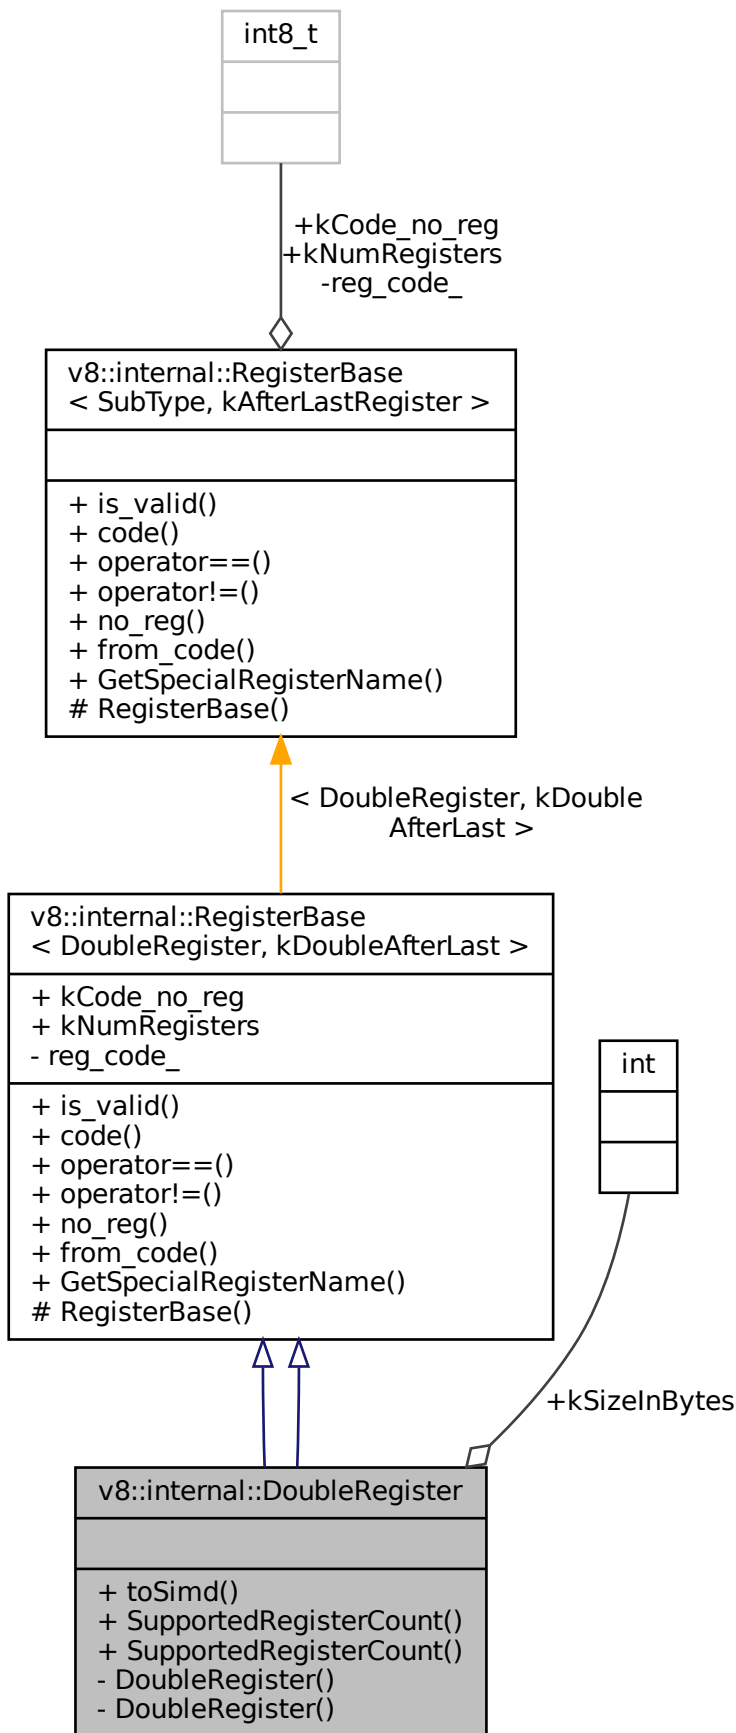 int8_t
+kCode_no_reg
+kNumRegisters
-reg_code_
v8::internal::RegisterBase
< SubType, kAfterLastRegister >
+ is_valid()
+ code()
+ operator==()
+ operator!=()
+ no_reg()
+ from_code()
+ GetSpecialRegisterName()
# RegisterBase()
< DoubleRegister, kDouble
AfterLast >
v8::internal::RegisterBase
< DoubleRegister, kDoubleAfterLast >
+ kCode_no_reg
+ kNumRegisters
- reg_code_
+ is_valid()
+ code()
+ operator==()
+ operator!=()
+ no_reg()
+ from_code()
+ GetSpecialRegisterName()
# RegisterBase()
int
+kSizeInBytes
v8::internal::DoubleRegister
+ toSimd()
+ SupportedRegisterCount()
+ SupportedRegisterCount()
- DoubleRegister()
- DoubleRegister()